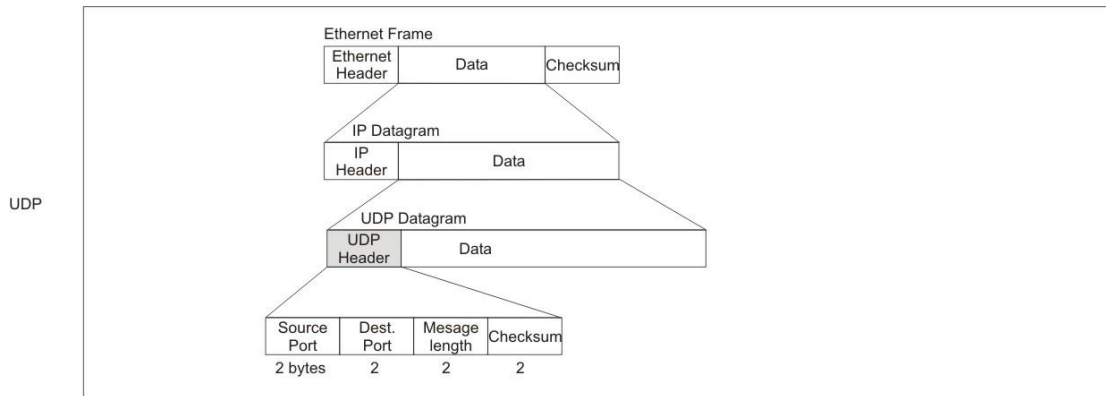 Ethernet Frame
Ethernet
Header
Data
Checksum
IP Datagram
IP
Header
Data
UDP
UDP Datagram
UDP
Header
Data
Source
Port
Dest.
Port
Mesage
length
Checksum
2 bytes
2
2
2